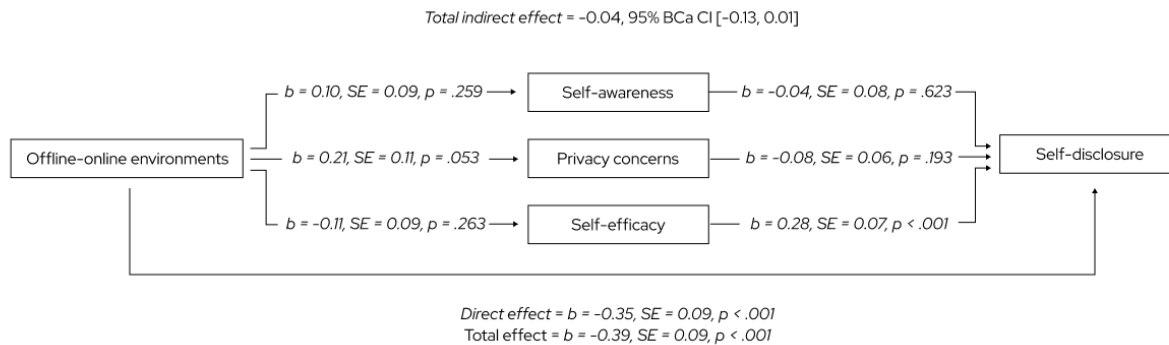 Total indirect effect = -0.04, 95% BCa CI [-0.13, 0.01]
b = 0.10, SE = 0.09, p = .259
Self-awareness
b = -0.04, SE = 0.08, p = .623
Offline-online environments
b = 0.21, SE = 0.11, p = .053
Privacy concerns
b = -0.08, SE = 0.06, p = .193
Self-disclosure
b = -0.11, SE = 0.09, p = .263
Self-efficacy
b = 0.28, SE = 0.07, p < .001
Direct effect = b = -0.35, SE = 0.09, p < .001
Total effect = b = -0.39, SE = 0.09, p < .001